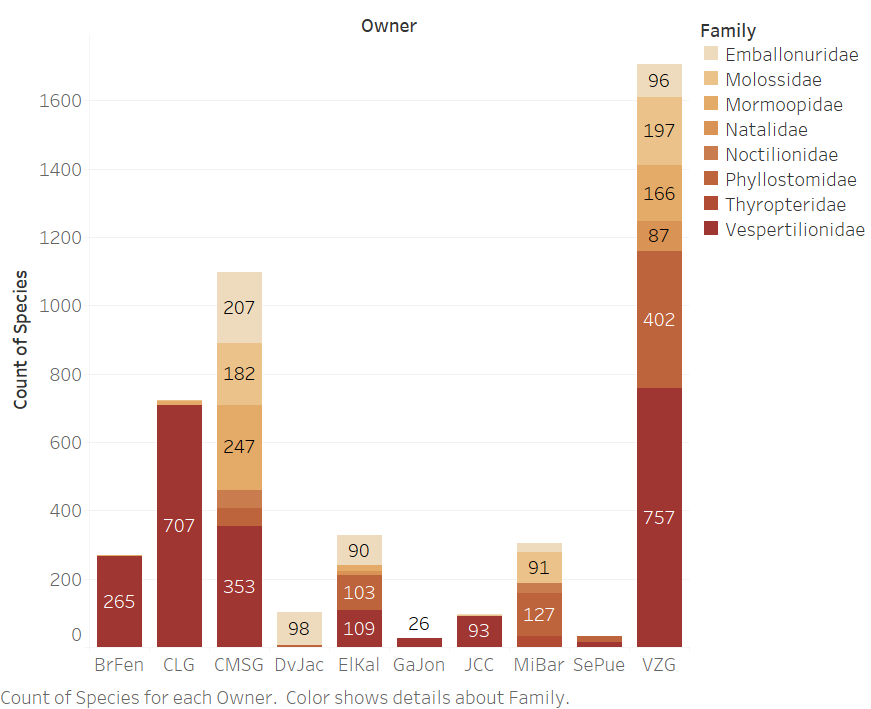 Owner
Family
Emballonuridae
Molossidae
Mormoopidae
Natalidae
Noctilionidae
Phyllostomidae
Thyropteridae
Vespertilionidae
Count of Species
1600
1400
1200
1000
800
600
400
200
0
265
707
207
182
247
353
98
90
103
109
26
93
91
127
96
197
166
87
402
757
BrFen CLG CMSG DvJac ElKal GaJon JCC MiBar SePue VZG
Count of Species for each Owner. Color shows details about Family.